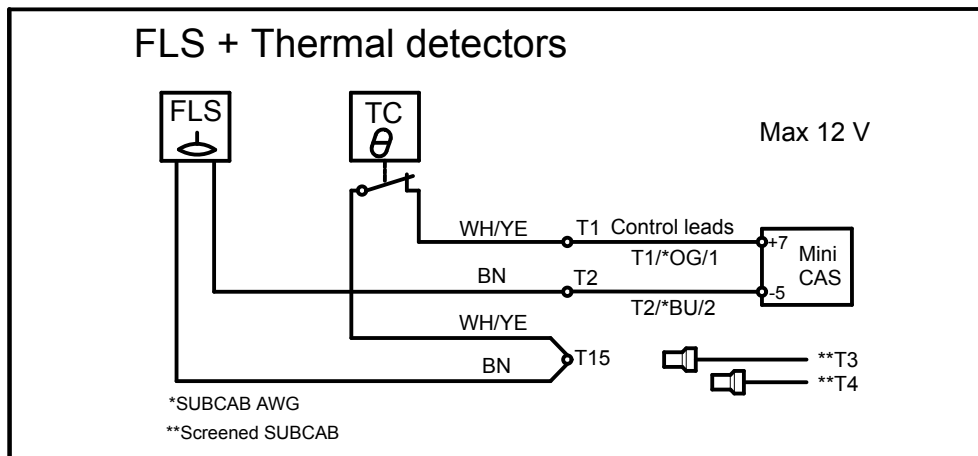 FLS + Thermal detectors
FLS
TC
θ
Max 12 V
WH/YE
T1
Control leads
+7
T1/*OG/1
Mini
CAS
BN
T2
-5
T2/*BU/2
WH/YE
T15
BN
**T3
**T4
*SUBCAB AWG
**Screened SUBCAB